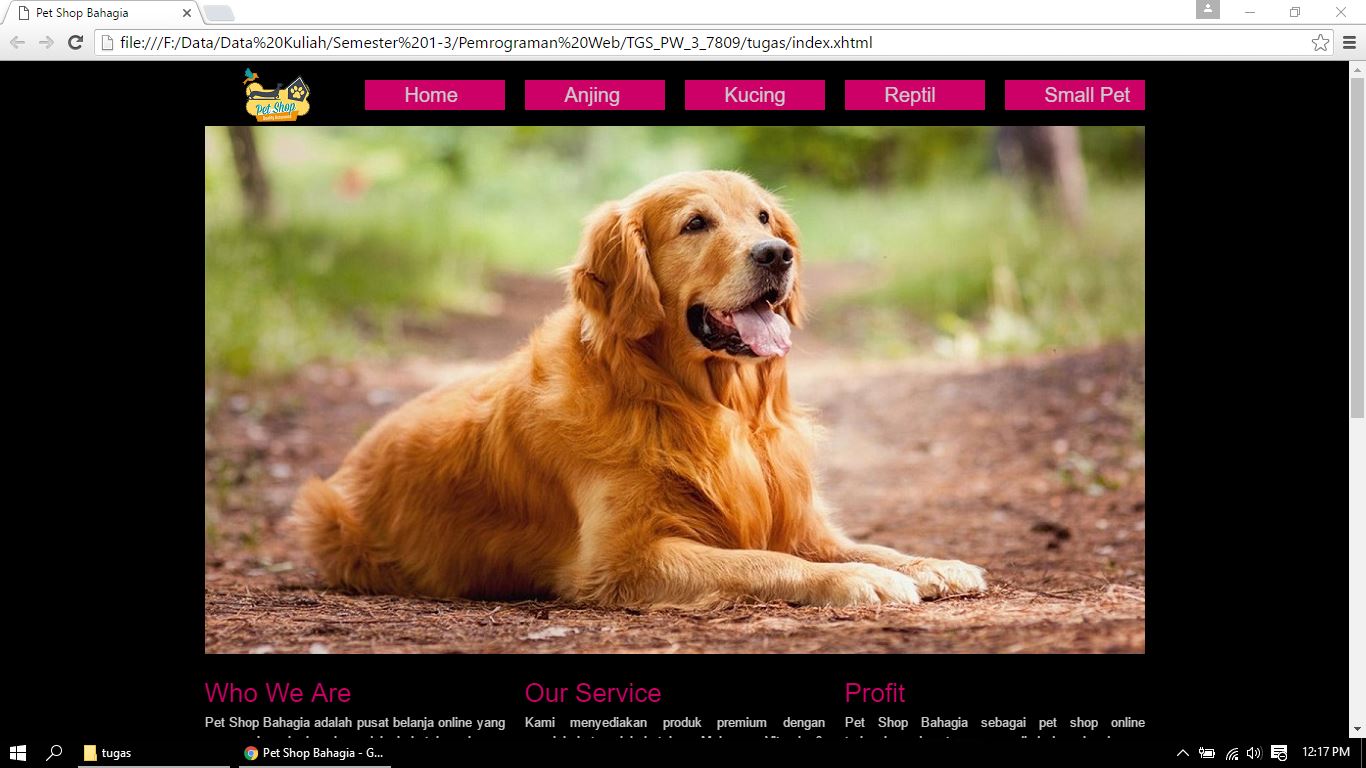 Pet Shop Bahagia
file:///F:/Data/Data%20Kuliah/Semester%201-3/Pemrograman%20Web/TGS_PW_3_7809/tugas/index.xhtml
Pet Shop
Home Anjing Kucing Reptil Small Pet
Who We Are
Pet Shop Bahagia adalah pusat belanja online yang
Our Service
Kami menyediakan produk premium dengan
Profit
Pet Shop Bahagia sebagai pet shop online
tugas
Pet Shop Bahagia - G...
12:17 PM